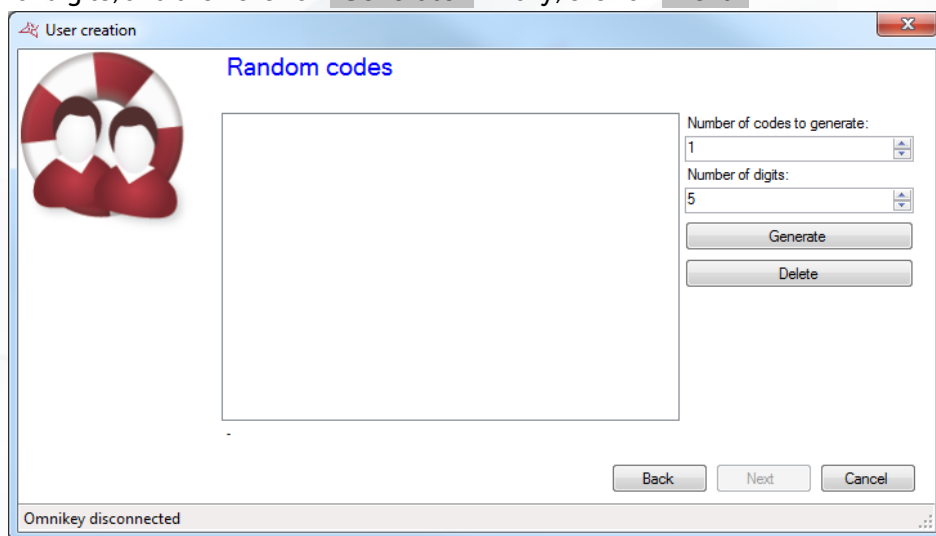 User creation
Random codes
Number of codes to generate:
1
Number of digits:
5
Generate
Delete
-
Back Next Cancel
Omnikey disconnected